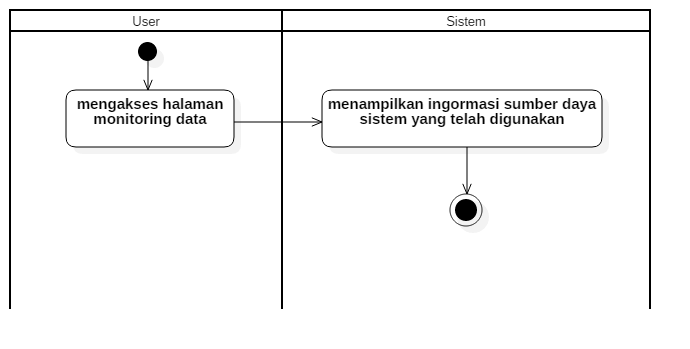 User
Sistem
mengakses halaman
monitoring data
menampilkan ingormasi sumber daya
sistem yang telah digunakan